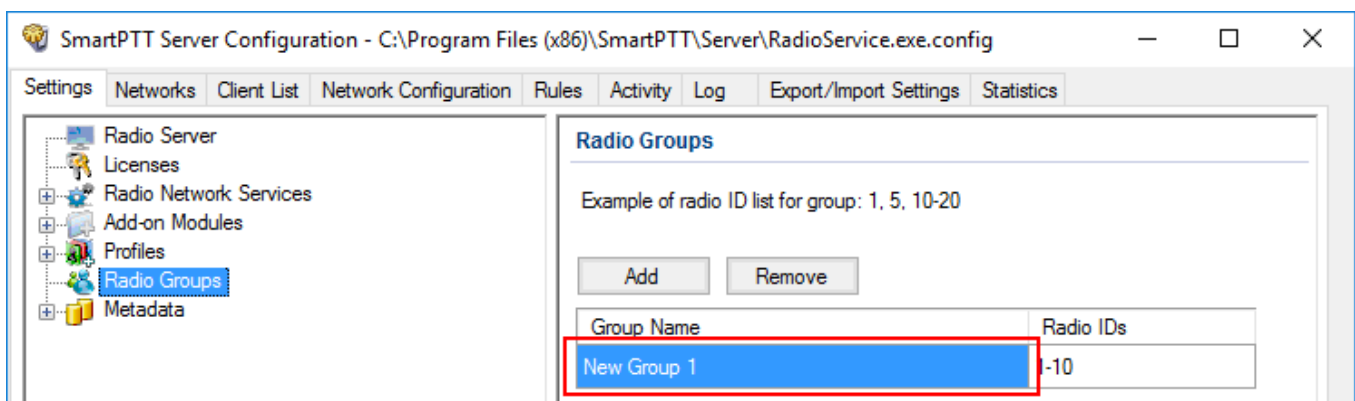 SmartPTT Server Configuration - C:\Program Files (x86)\SmartPTT\Server\RadioService.exe.config
Settings Networks Client List Network Configuration Rules Activity Log Export/Import Settings Statistics
Radio Server
Licenses
Radio Network Services
Add-on Modules
Profiles
Radio Groups
Metadata
Radio Groups
Example of radio ID list for group: 1, 5, 10-20
Add Remove
Group Name Radio IDs
New Group 1 1-10